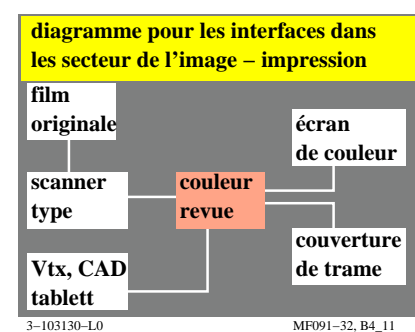 diagramme pour les interfaces dans
les secteur de l'image – impression
film
originale
écran
de couleur
scanner
type
couleur
revue
couverture
de trame
Vtx, CAD
tablett
3–103130–L0
MF091–32, B4_11